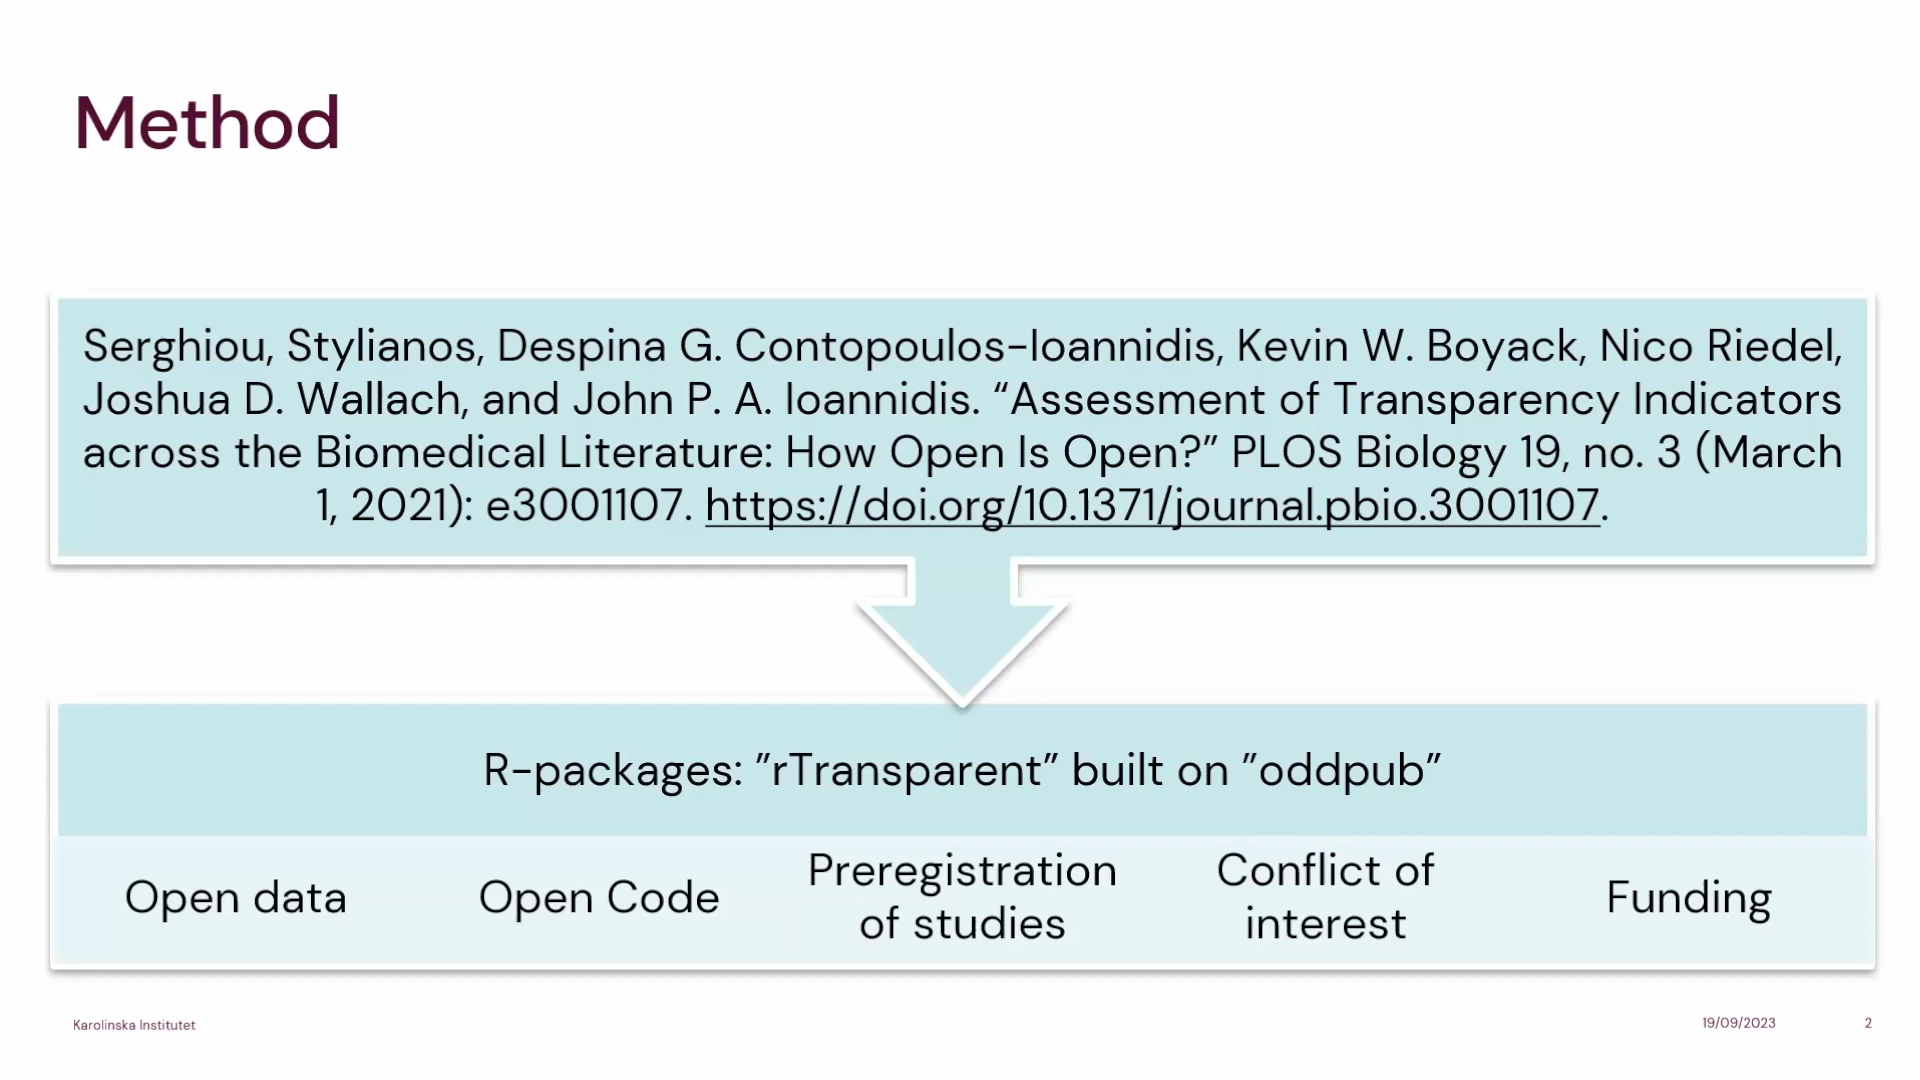 Method
Serghiou, Stylianos, Despina G. Contopoulos-Ioannidis, Kevin W. Boyack, Nico Riedel,
Joshua D. Wallach, and John P. A. Ioannidis. “Assessment of Transparency Indicators
across the Biomedical Literature: How Open Is Open?” PLOS Biology 19, no. 3 (March
1, 2021): e3001107. https://doi.org/10.1371/journal.pbio.3001107.
R-packages: ”rTransparent” built on ”oddpub”
Open data
Open Code
Preregistration
of studies
Conflict of
interest
Funding
Karolinska Institutet
19/09/2023
2